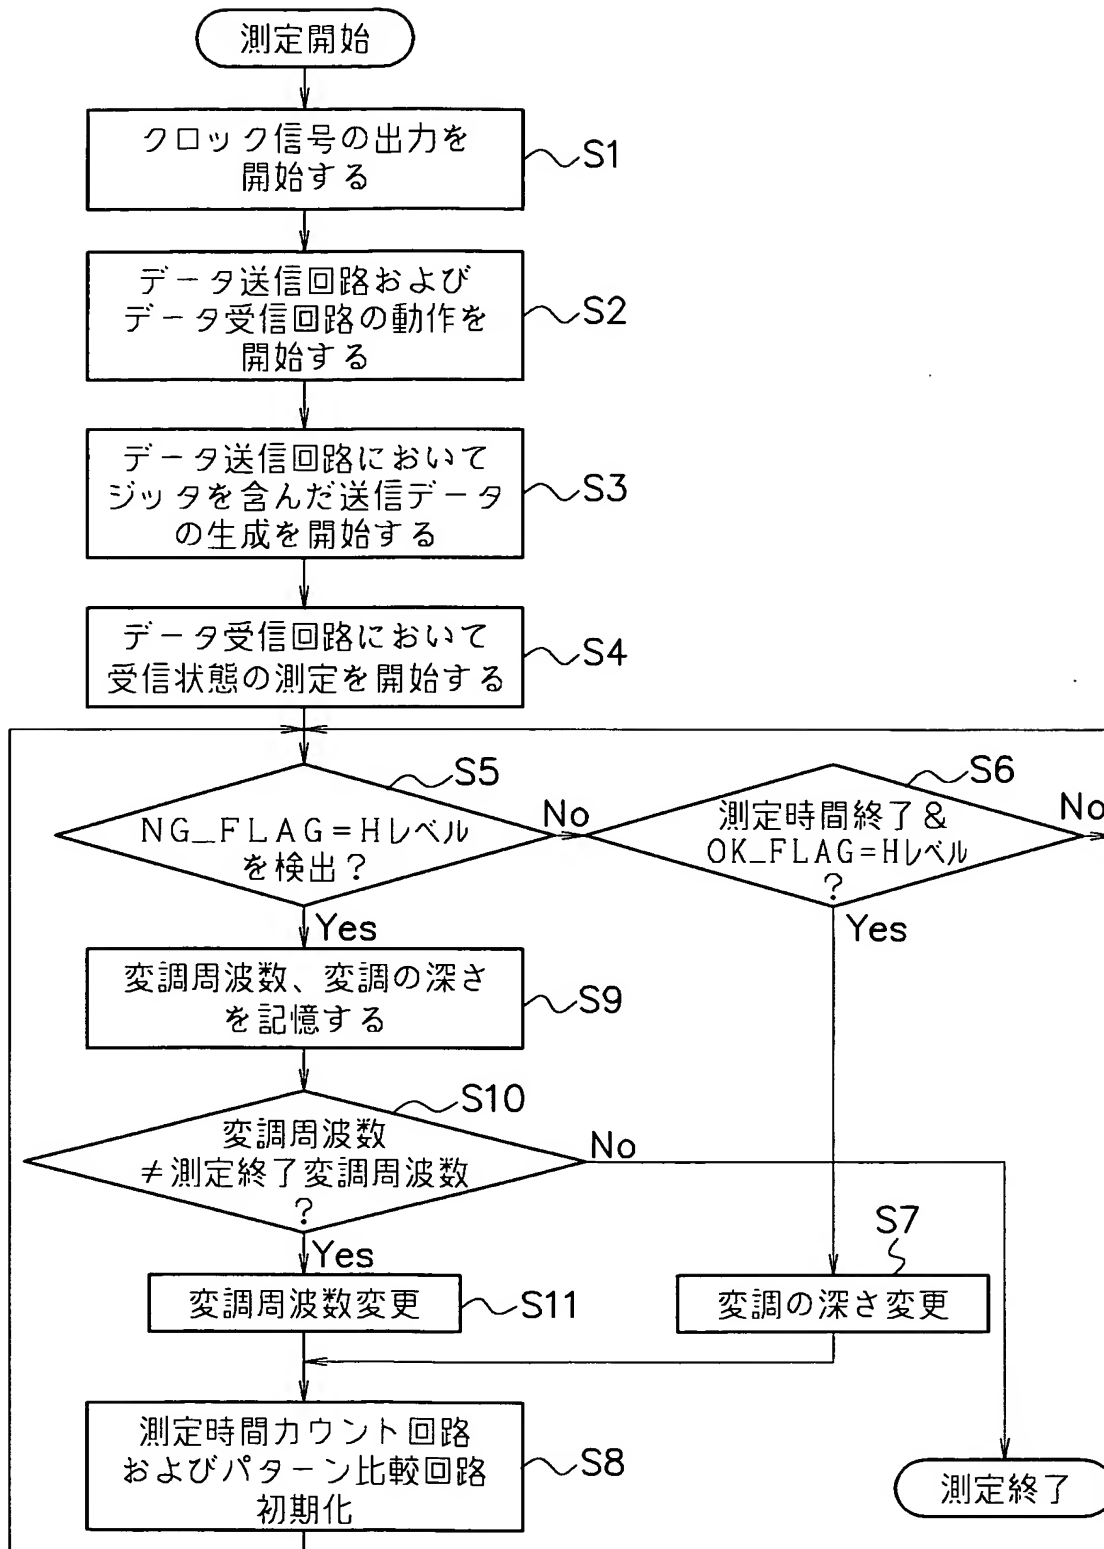 測定開始
クロック信号の出力を
開始する
S1
データ送信回路および
データ受信回路の動作を
開始する
S2
データ送信回路において
ジッタを含んだ送信データ
の生成を開始する
S3
データ受信回路において
受信状態の測定を開始する
S4
S5
NG_FLAG=Hレベル
を検出?
No
Yes
S6
測定時間終了&
OK_FLAG=Hレベル
?
No
Yes
変調周波数、変調の深さ
を記憶する
S9
S10
変調周波数
≠測定終了変調周波数
?
No
Yes
変調周波数変更
S11
S7
変調の深さ変更
測定時間カウント回路
およびパターン比較回路
初期化
S8
測定終了